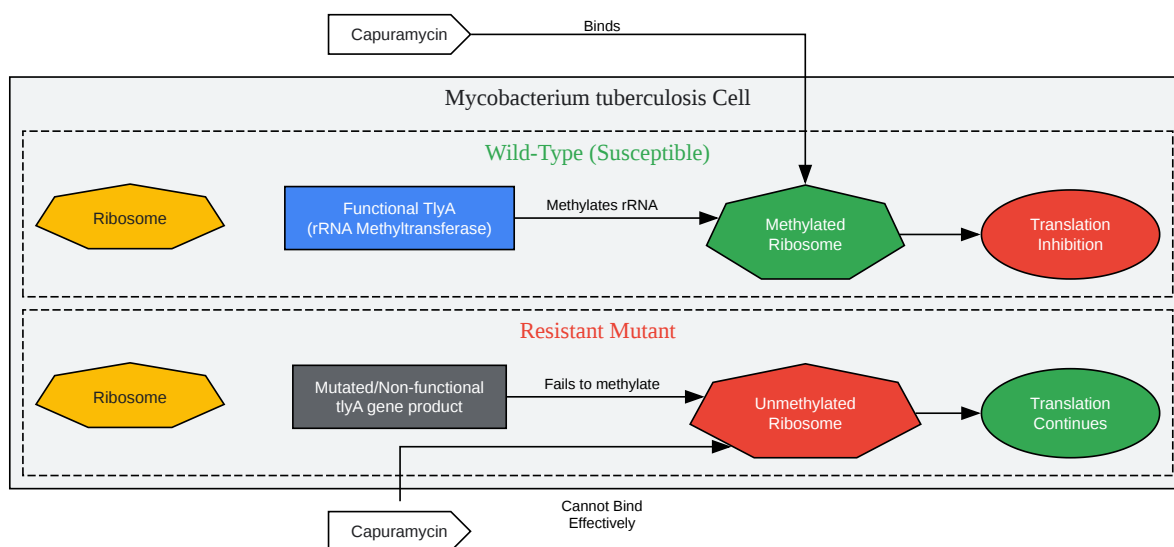 Capuramycin
Binds
Mycobacterium tuberculosis Cell
Wild-Type (Susceptible)
Ribosome
Functional TlyA
(rRNA Methyltransferase)
Methylates rRNA
Methylated
Ribosome
Translation
Inhibition
Resistant Mutant
Ribosome
Mutated/Non-functional
tlyA gene product
Fails to methylate
Unmethylated
Ribosome
Translation
Continues
Capuramycin
Cannot Bind
Effectively